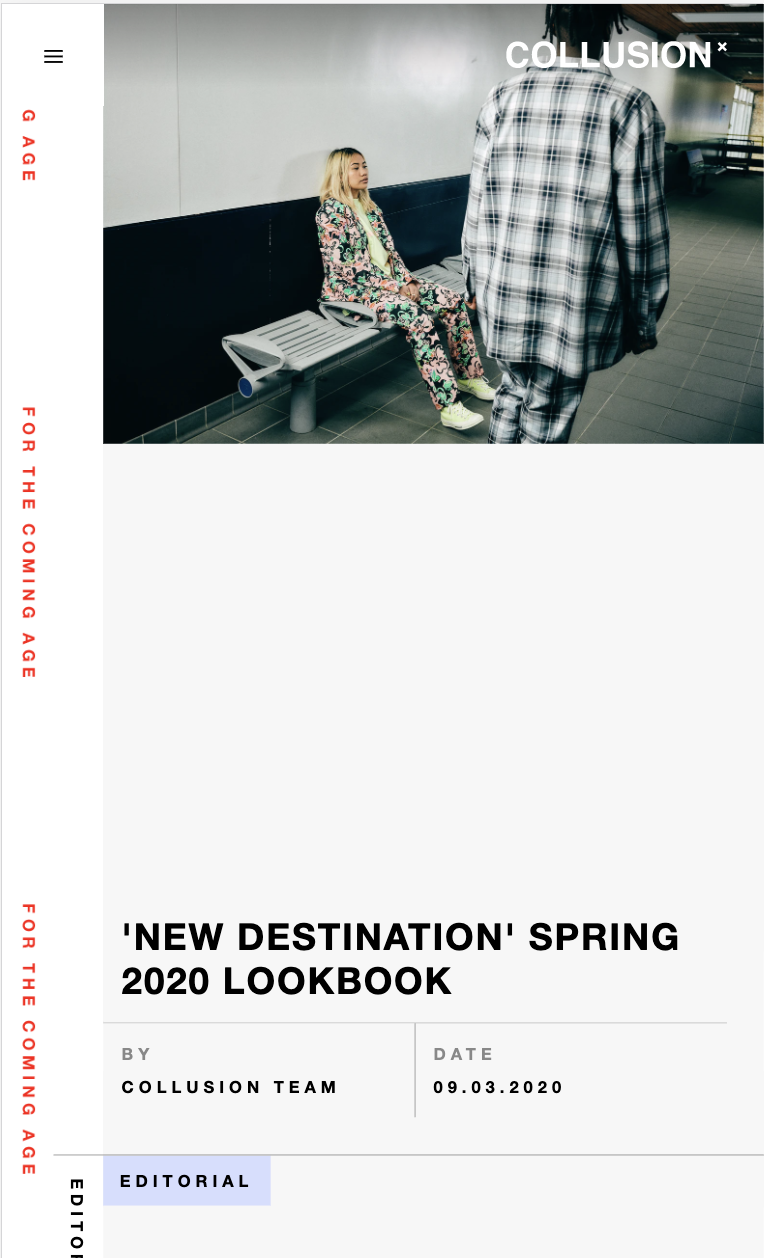 COLLUSION×
G AGE
FOR THE COMING AGE
FOR THE COMING AGE
'NEW DESTINATION' SPRING
2020 LOOKBOOK
BY
COLLUSION TEAM
DATE
09.03.2020
EDITORIAL
EDITOR